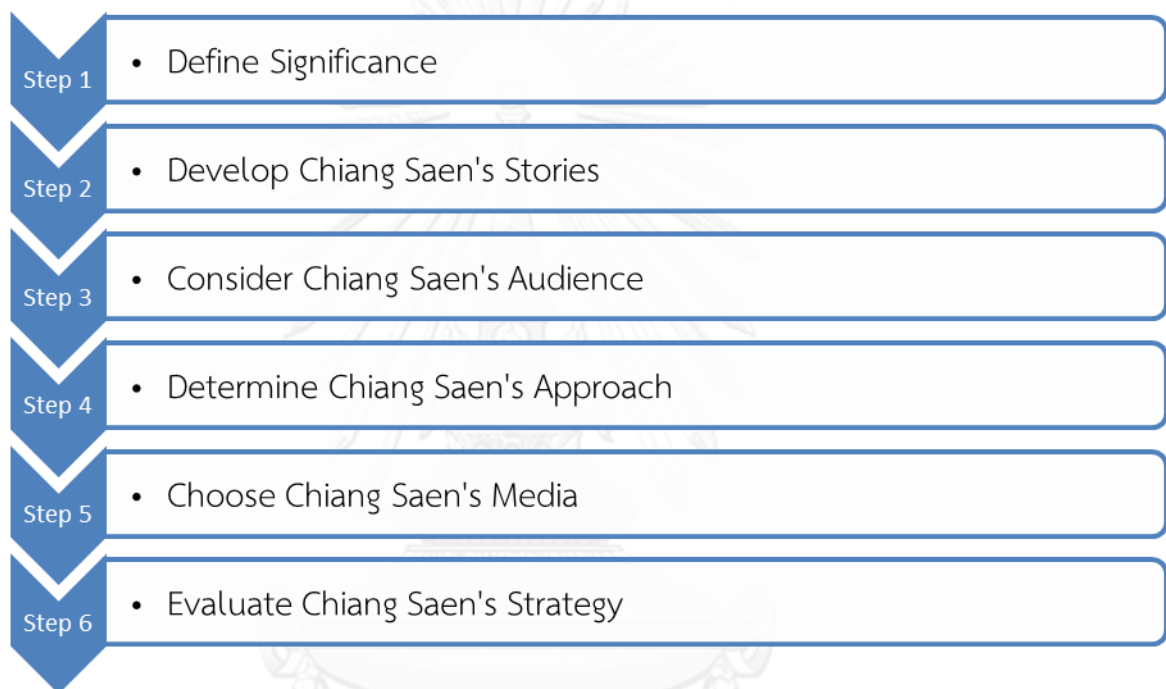 Step 1
• Define Significance
Step 2
• Develop Chiang Saen's Stories
Step 3
• Consider Chiang Saen's Audience
Step 4
• Determine Chiang Saen's Approach
Step 5
• Choose Chiang Saen's Media
Step 6
• Evaluate Chiang Saen's Strategy